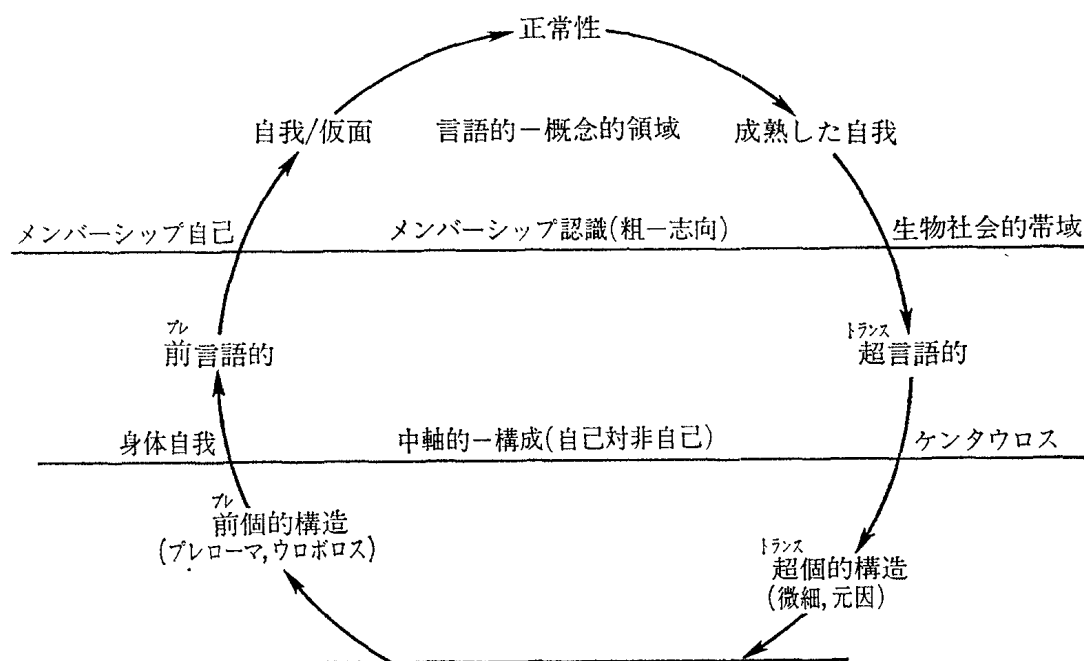 正常性
自我/仮面 言語的－概念的領域 成熟した自我
メンバーシップ自己 メンバーシップ認識(粗－志向) 生物社会的帯域
プレ トランス
前言語的 超言語的
身体自我 中軸的－構成(自己対非自己) ケンタウロス
プレ
前個的構造
(プレローマ,ウロボロス)
トランス
超個的構造
(微細,元因)